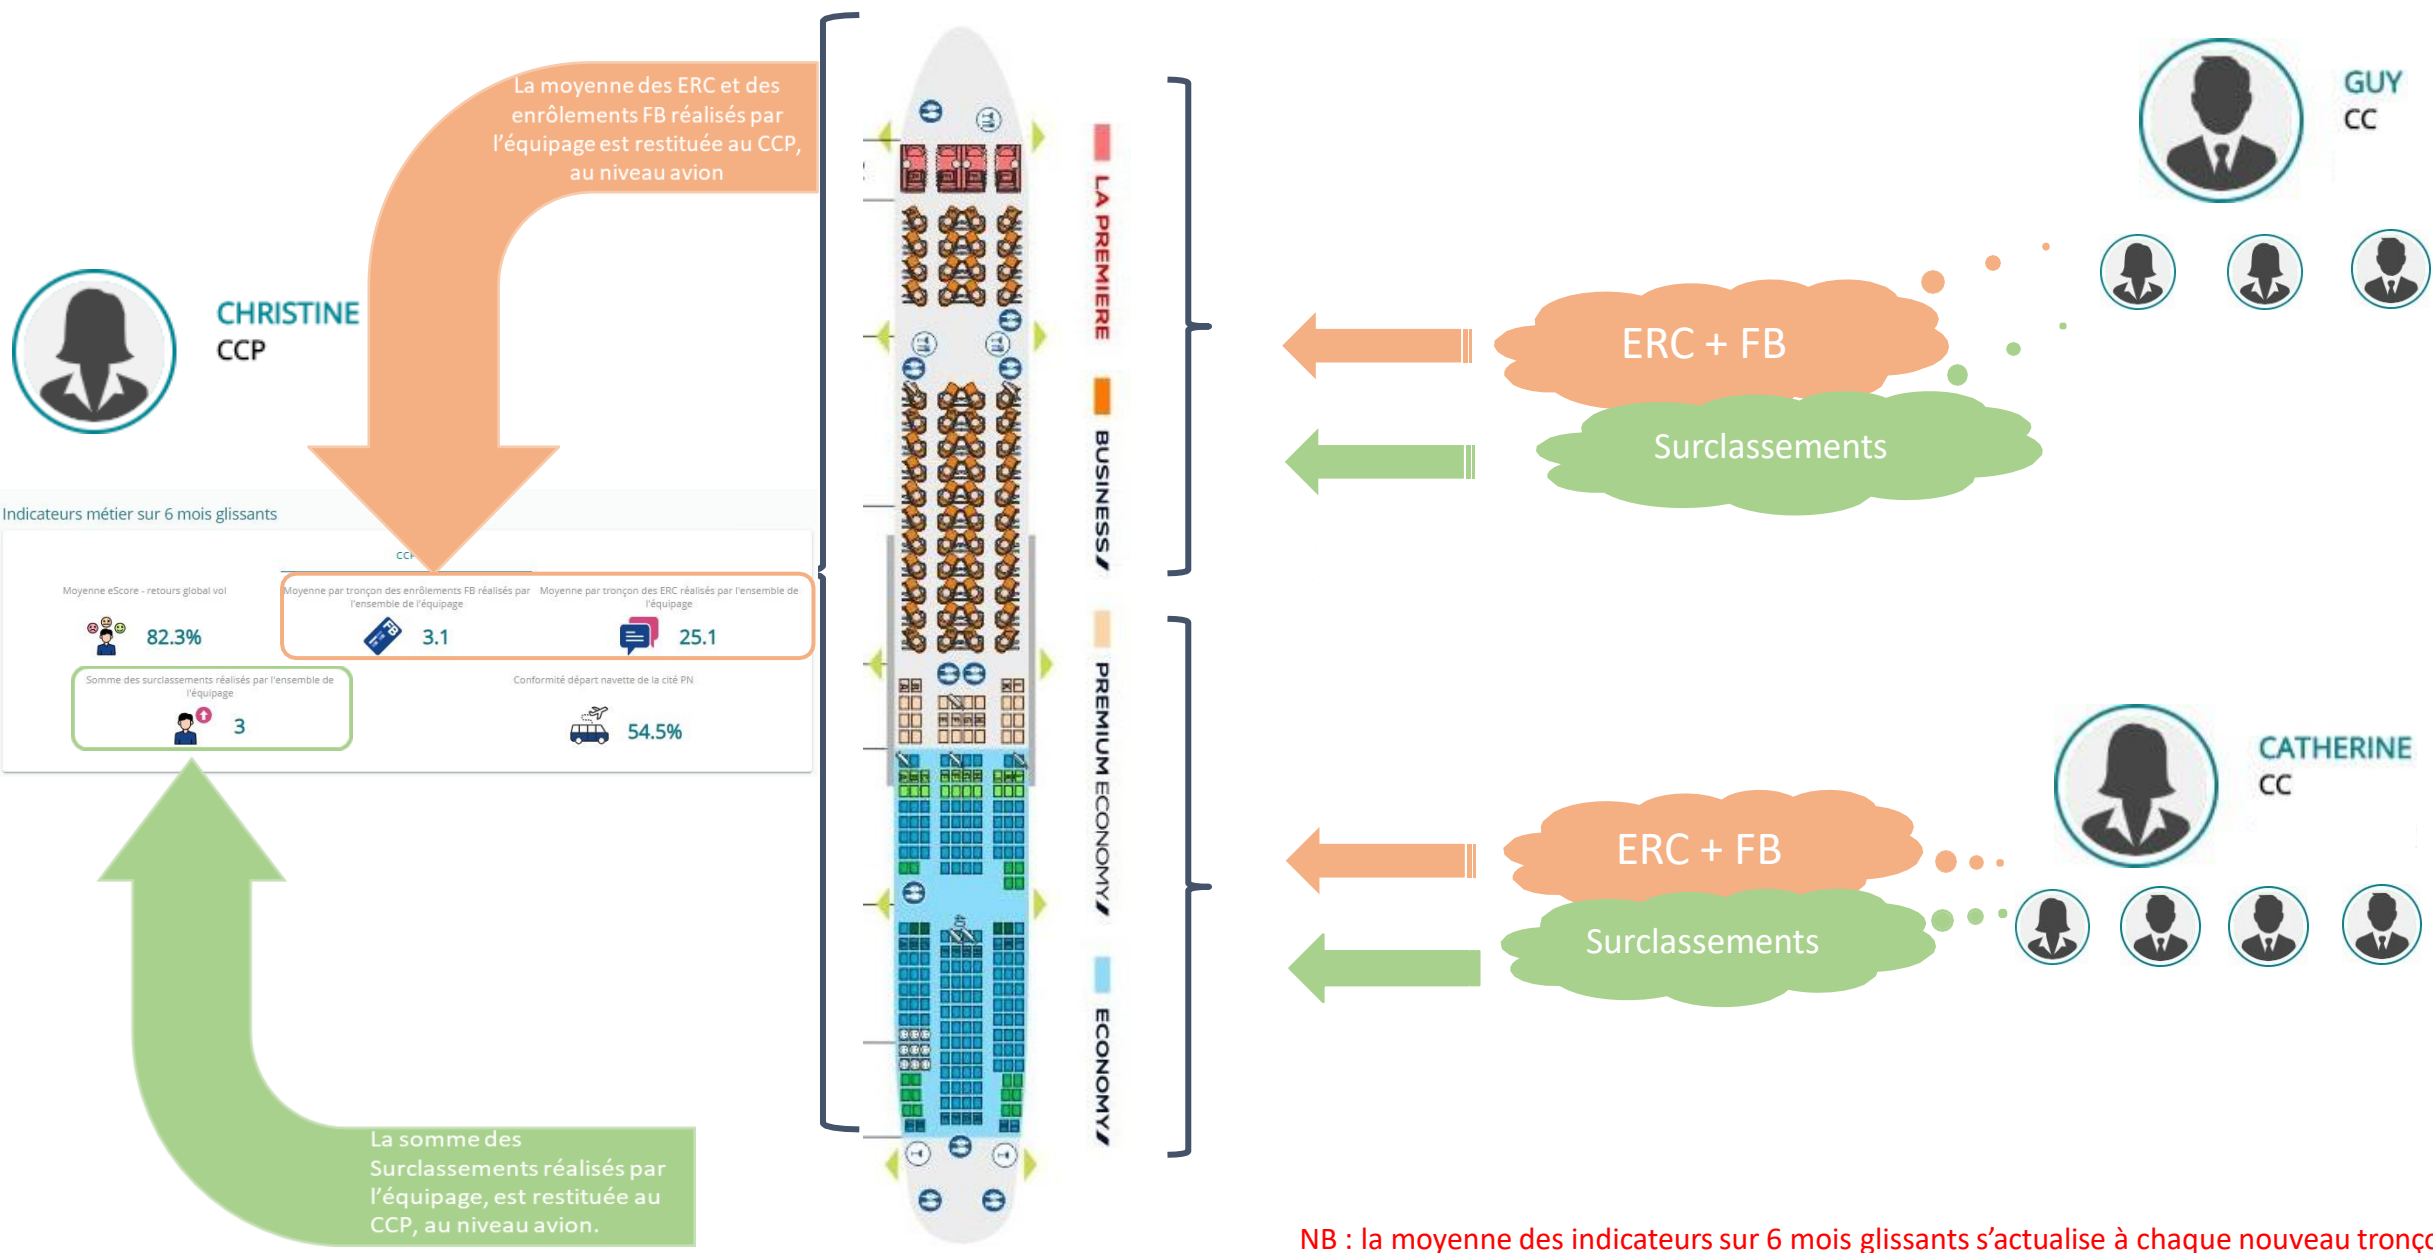 La moyenne des ERC et des
enrôlements FB réalisés par
l'équipage est restituée au CCP,
au niveau avion
CHRISTINE
CCP
Indicateurs métier sur 6 mois glissants
Moyenne eScore - retours global vol
82.3%
Moyenne par tronçon des enrôlements FB réalisés par
l'ensemble de l'équipage
FB
3.1
Moyenne par tronçon des ERC réalisés par l'ensemble de
l'équipage
25.1
Somme des surclassements réalisés par l'ensemble de
l'équipage
3
Conformité départ navette de la cité PN
54.5%
La somme des
Surclassements réalisés par
l'équipage, est restituée au
CCP, au niveau avion.
LA PREMIERE
BUSINESS
PREMIUM ECONOMY
ECONOMY
GUY
CC
ERC + FB
Surclassements
CATHERINE
CC
ERC + FB
Surclassements
NB : la moyenne des indicateurs sur 6 mois glissants s'actualise à chaque nouveau tronço